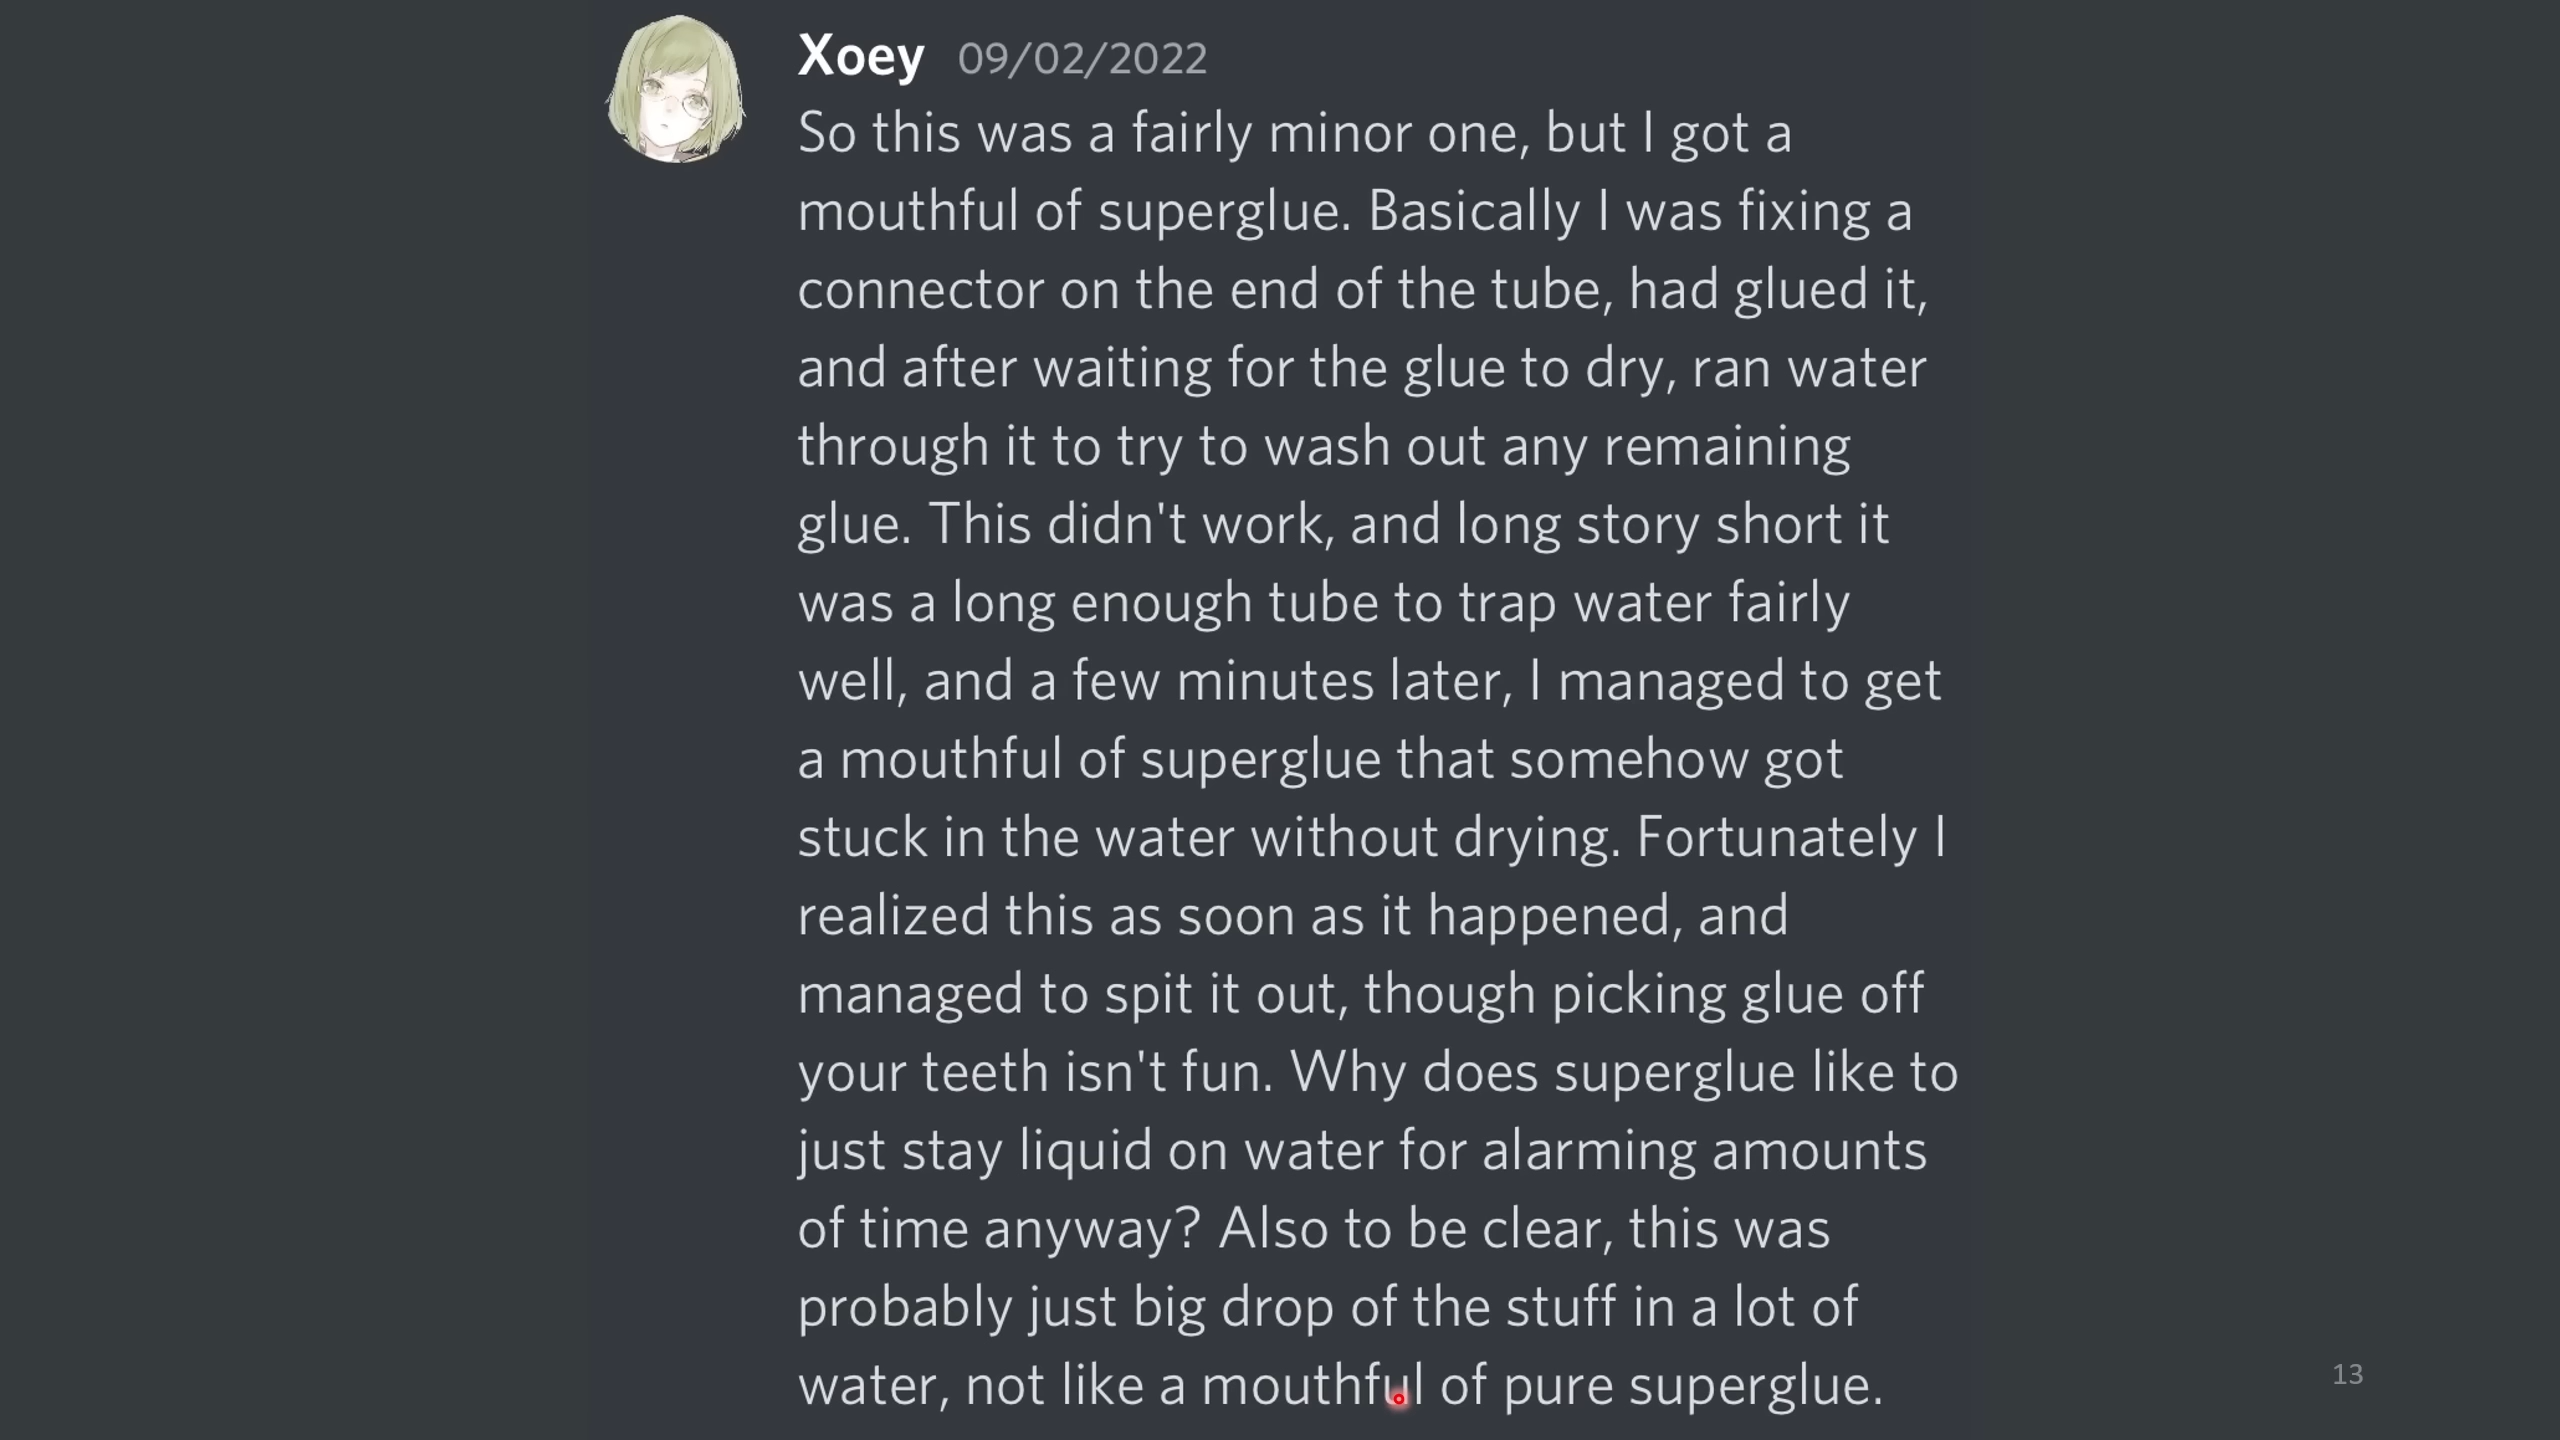 Xoey 09/02/2022
So this was a fairly minor one, but I got a
mouthful of superglue. Basically I was fixing a
connector on the end of the tube, had glued it,
and after waiting for the glue to dry, ran water
through it to try to wash out any remaining
glue. This didn't work, and long story short it
was a long enough tube to trap water fairly
well, and a few minutes later, I managed to get
a mouthful of superglue that somehow got
stuck in the water without drying. Fortunately I
realized this as soon as it happened, and
managed to spit it out, though picking glue off
your teeth isn't fun. Why does superglue like to
just stay liquid on water for alarming amounts
of time anyway? Also to be clear, this was
probably just big drop of the stuff in a lot of
water, not like a mouthful of pure superglue.
13